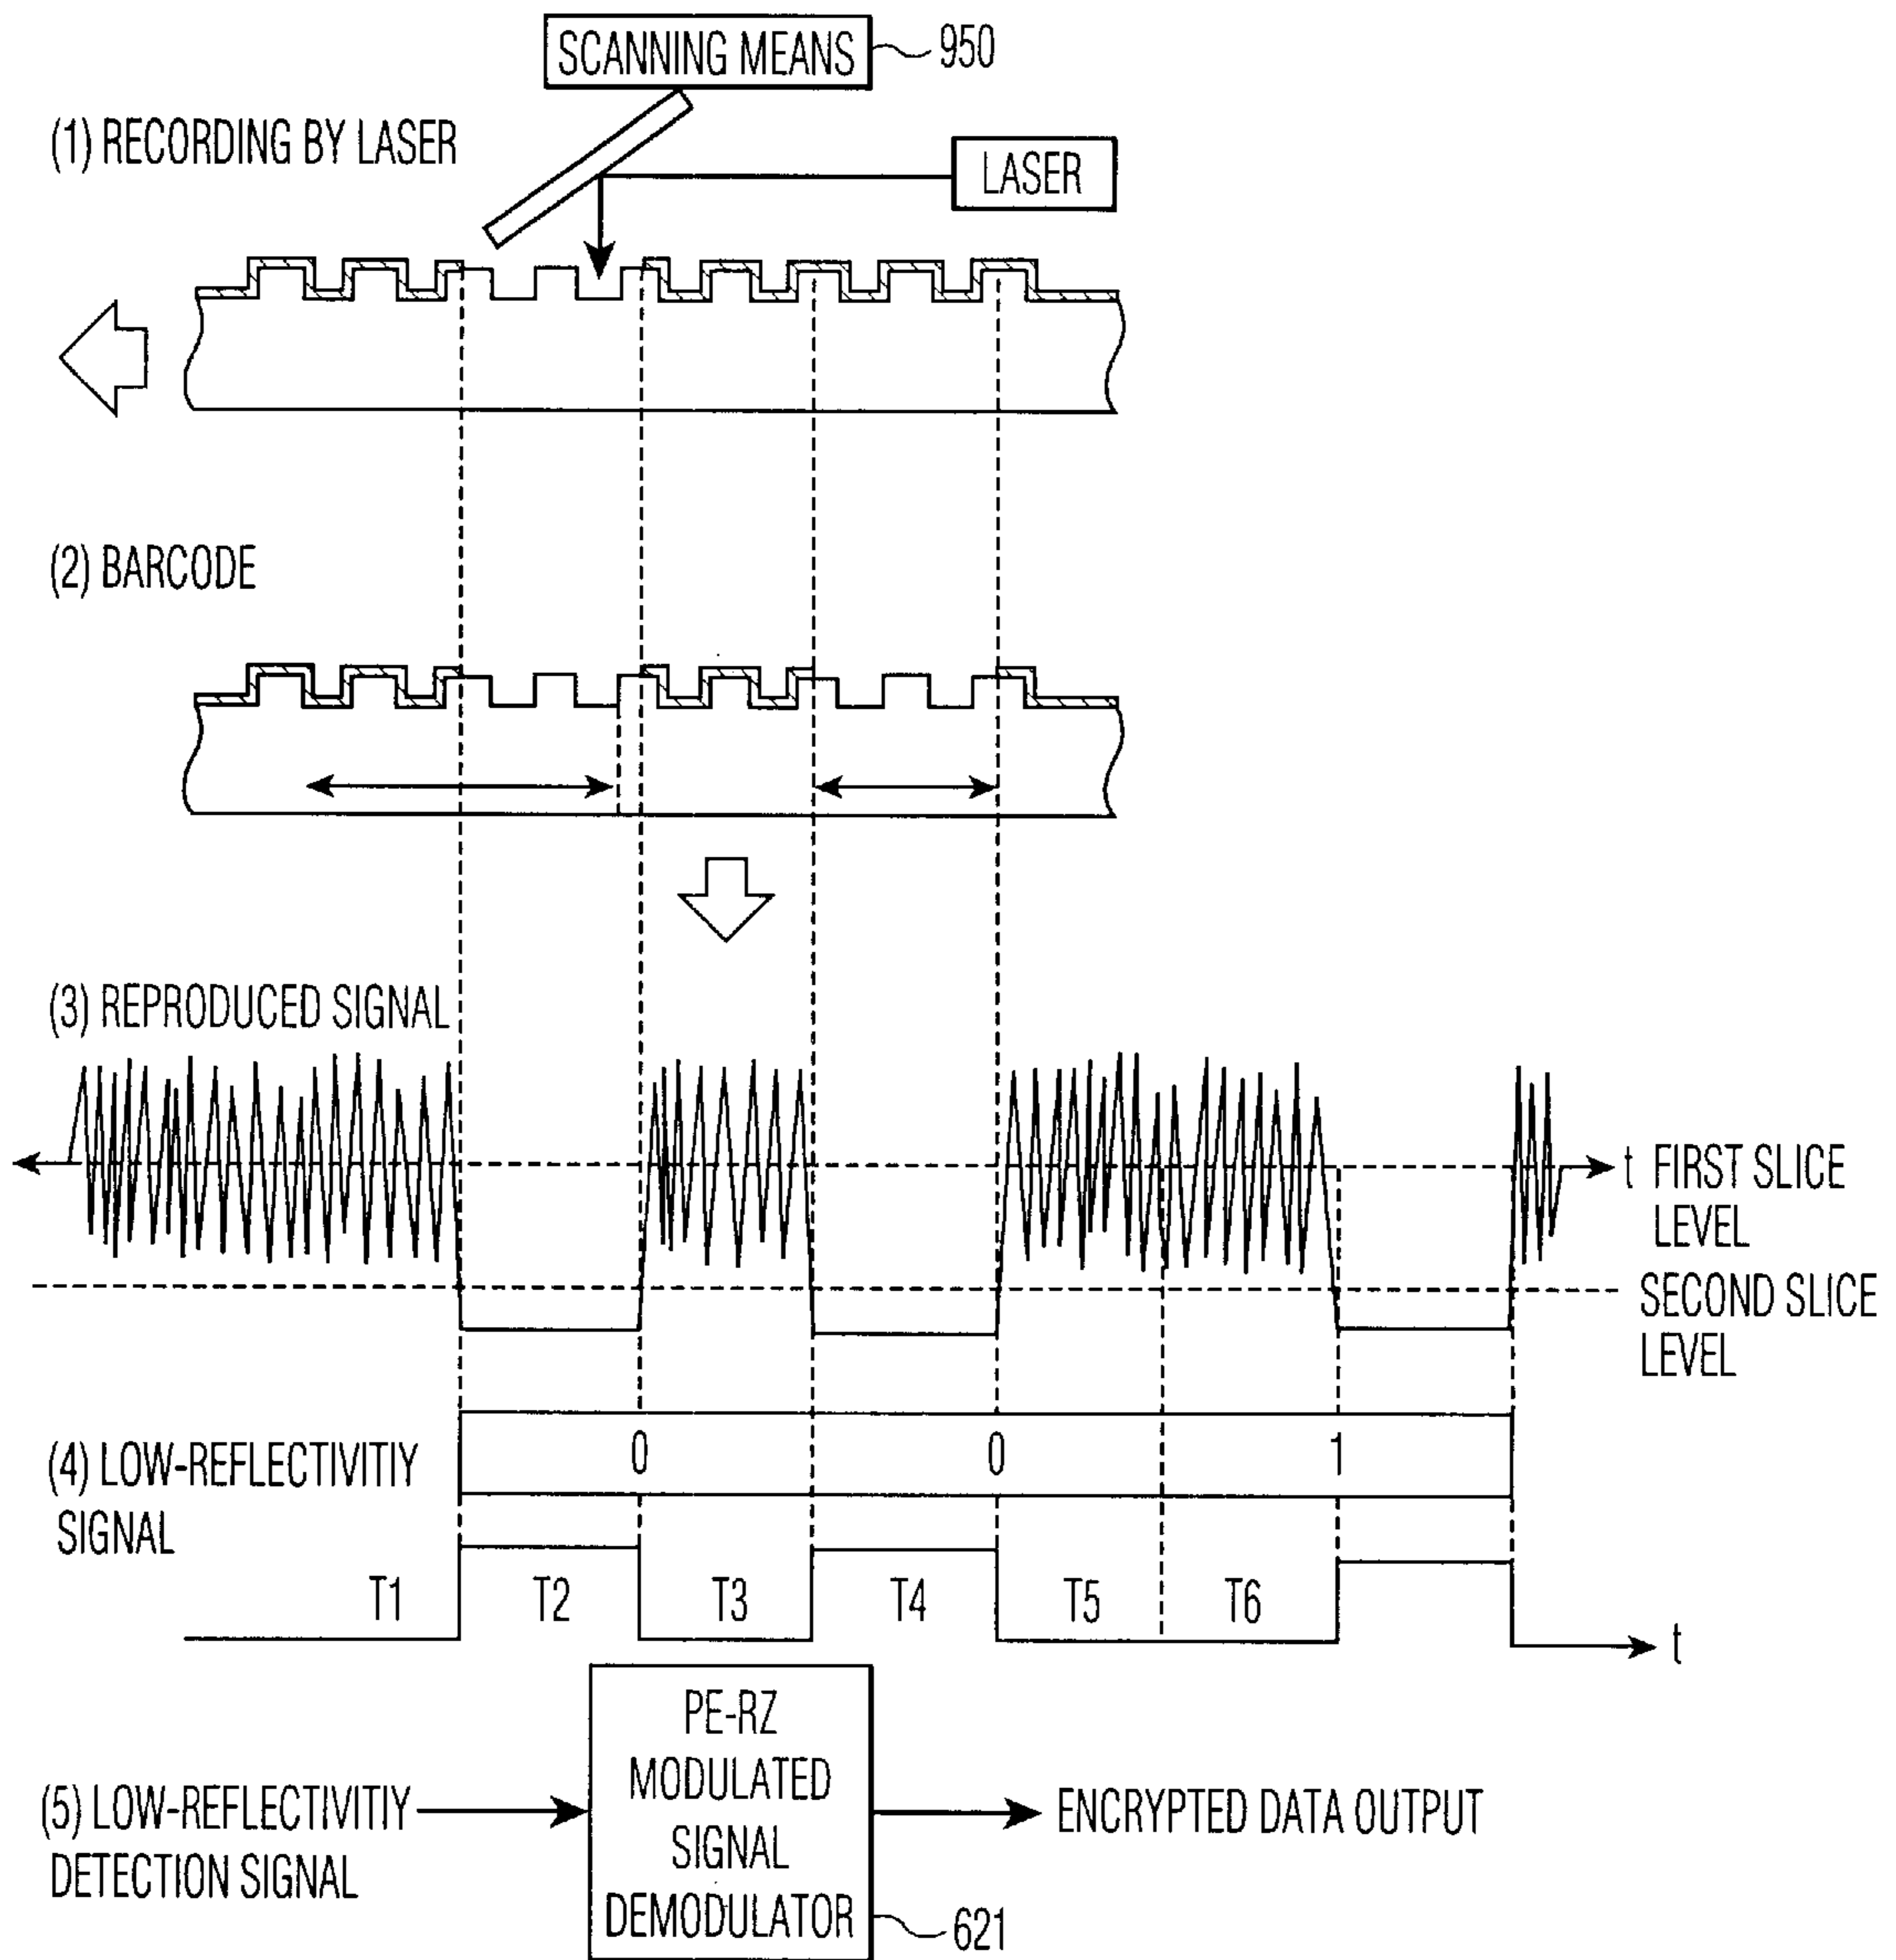 SCANNING MEANS
950
(1) RECORDING BY LASER
LASER
(2) BARCODE
(3) REPRODUCED SIGNAL
t FIRST SLICE
LEVEL
SECOND SLICE
LEVEL
(4) LOW-REFLECTIVITIY
SIGNAL
0 0 1
T1 T2 T3 T4 T5 T6
t
PE-RZ
MODULATED
SIGNAL
DEMODULATOR
621
(5) LOW-REFLECTIVITIY
DETECTION SIGNAL
ENCRYPTED DATA OUTPUT